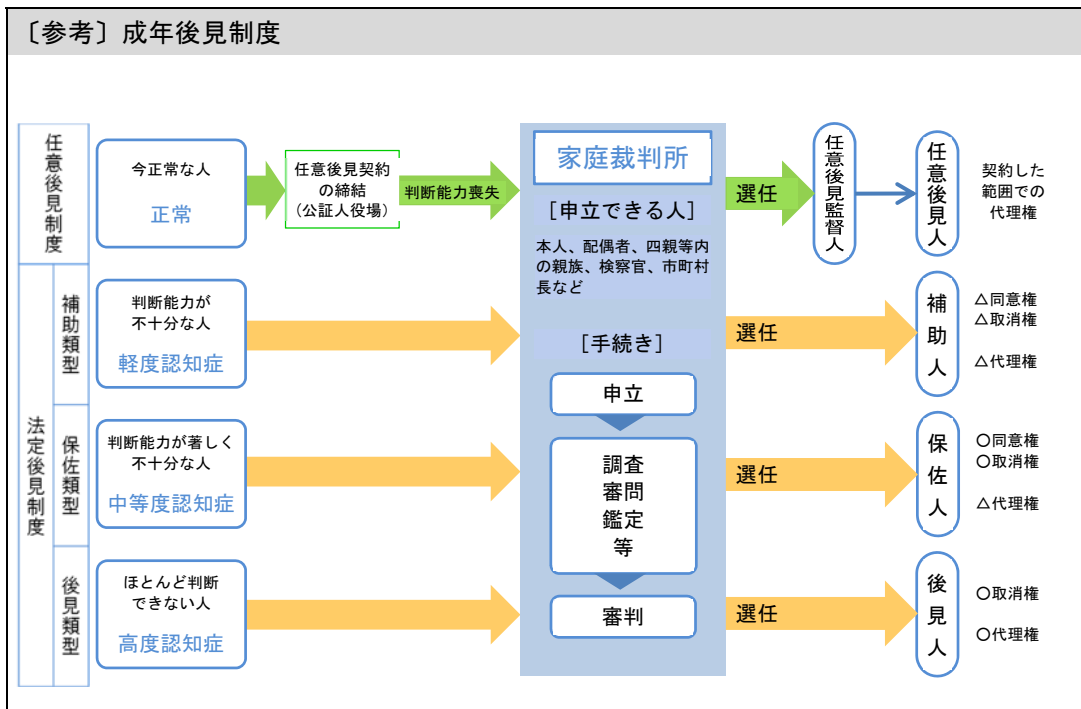 〔参考〕成年後見制度
任意後見制度
今正常な人
正常
任意後見契約
の締結
（公証人役場）
判断能力喪失
家庭裁判所
［申立できる人］
本人、配偶者、四親等内
の親族、検察官、市町村
長など
選任
任意後見監督人
任意後見人
契約した
範囲での
代理権
法定後見制度
補助類型
判断能力が
不十分な人
軽度認知症
［手続き］
申立
選任
補助人
△同意権
△取消権
△代理権
保佐類型
判断能力が著しく
不十分な人
中等度認知症
調査
審問
鑑定
等
選任
保佐人
〇同意権
〇取消権
△代理権
後見類型
ほとんど判断
できない人
高度認知症
審判
選任
後見人
〇取消権
〇代理権